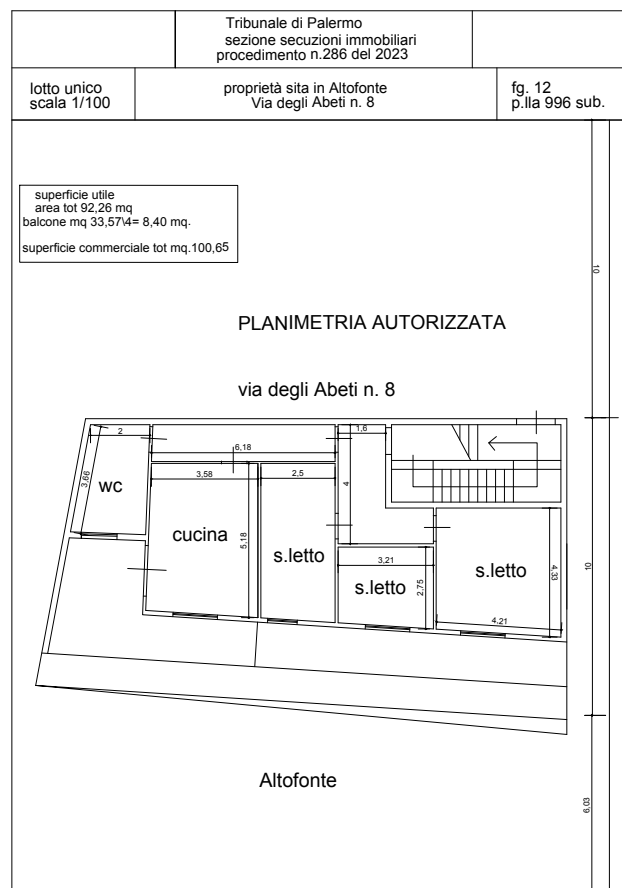 Tribunale di Palermo
sezione secuzioni immobiliari
procedimento n.286 del 2023
lotto unico
scala 1/100
proprietà sita in Altofonte
Via degli Abeti n. 8
fg. 12
p.lla 996 sub.
superficie utile
area tot 92,26 mq
balcone mq 33,57\4= 8,40 mq.
superficie commerciale tot mq.100,65
10
PLANIMETRIA AUTORIZZATA
via degli Abeti n. 8
2
6,18
1,6
3,66
wc
3,58
2,5
4
cucina
5,18
s.letto
3,21
s.letto
2,75
s.letto
4,33
4,21
10
Altofonte
6,03